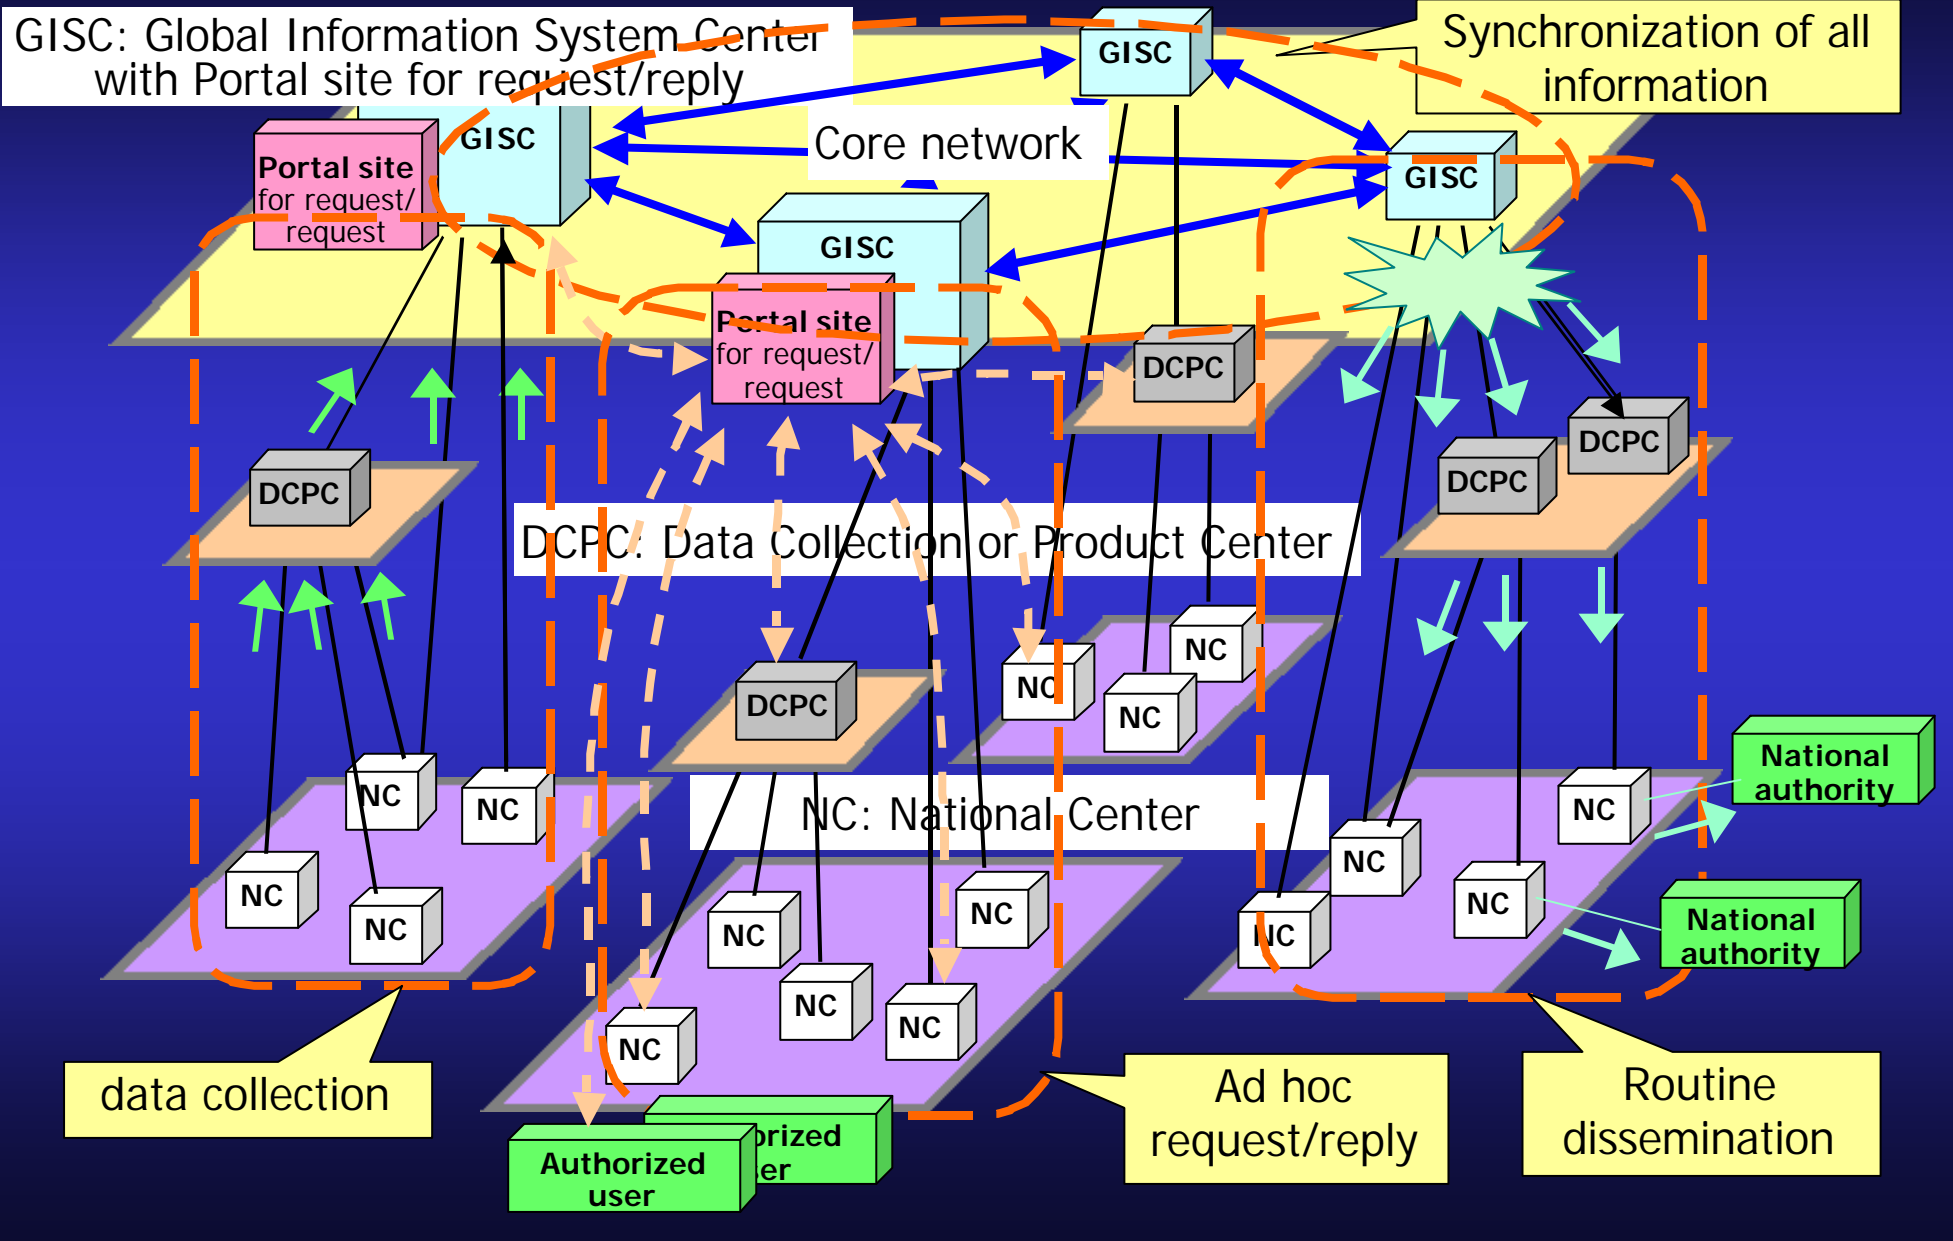 GISC: Global Information System Center
with Portal site for request/reply
Synchronization of all
information
GISC
GISC
Core network
GISC
Portal site
for request/
request
GISC
Portal site
for request/
request
DCPC
DCPC
DCPC
DCPC
DCPC: Data Collection or Product Center
NC
NC
NC
DCPC
NC: National Center
NC
NC
NC
NC
NC
NC
NC
NC
NC
NC
NC
NC
NC
National
authority
National
authority
data collection
Ad hoc
request/reply
Routine
dissemination
orized
er
Authorized
user